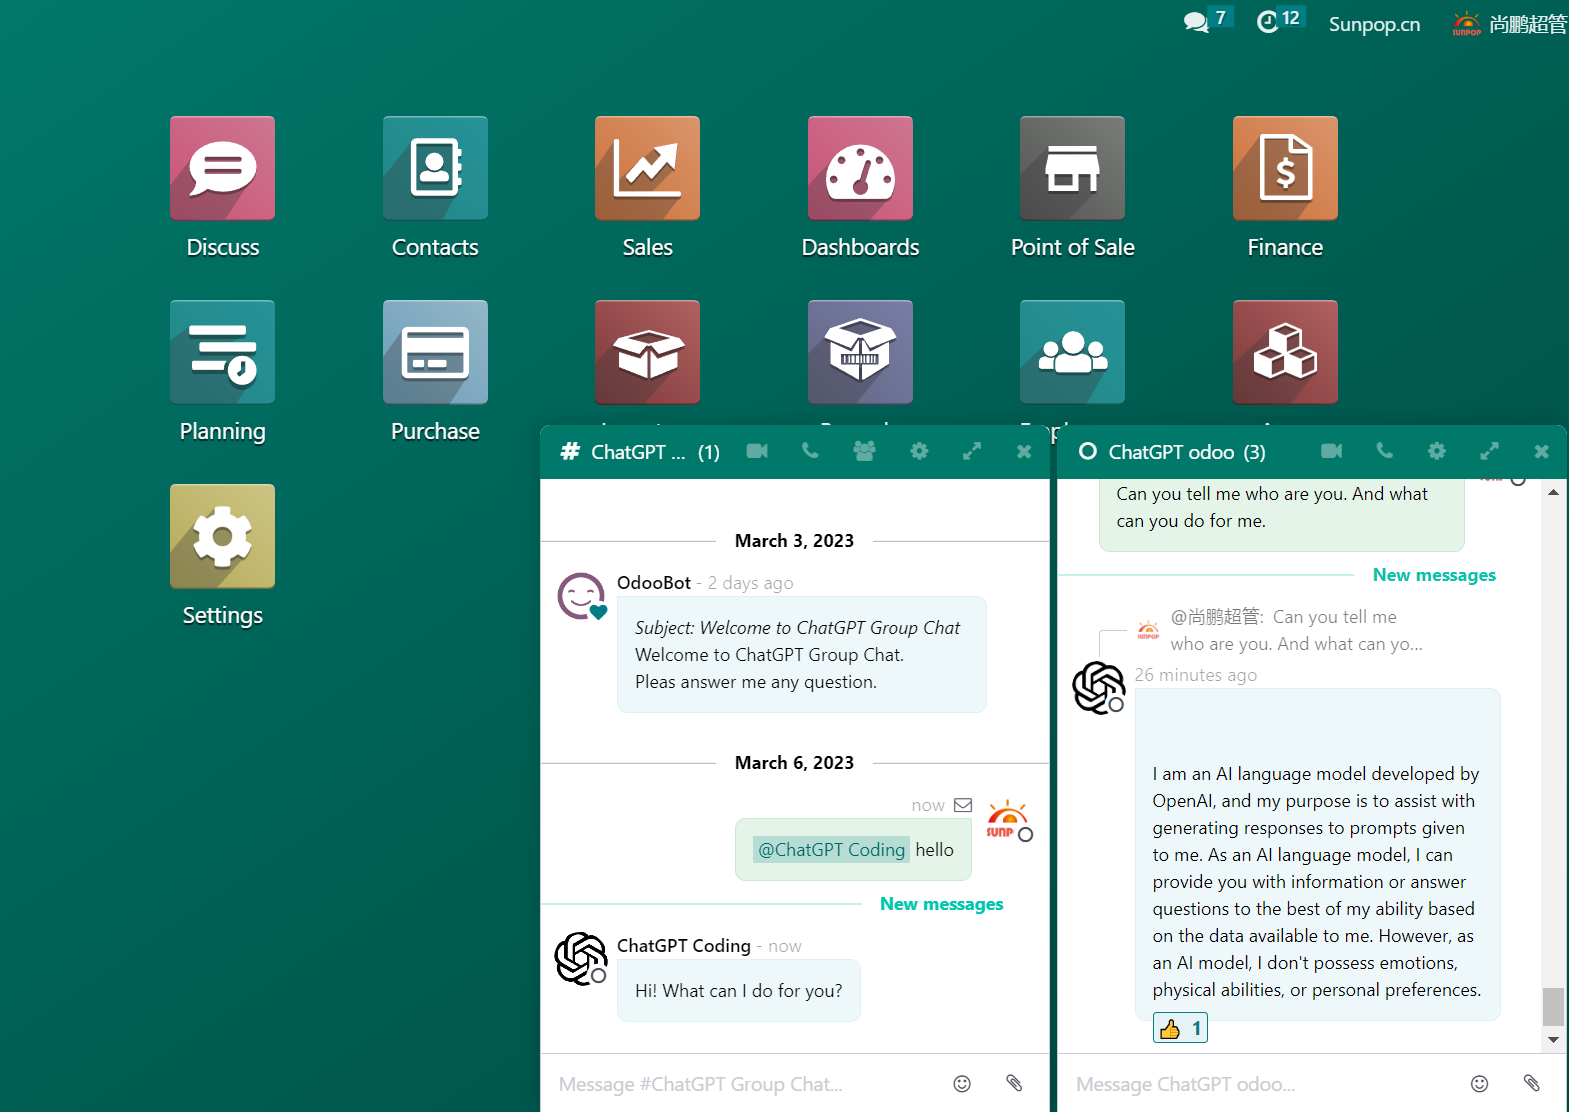 7
12
Sunpop.cn
SUNPOP
尚鹏超管
Discuss
Contacts
Sales
Dashboards
Point of Sale
Finance
Planning
Purchase
Settings
# ChatGPT ... (1)
March 3, 2023
OdooBot - 2 days ago
Subject: Welcome to ChatGPT Group Chat
Welcome to ChatGPT Group Chat.
Pleas answer me any question.
March 6, 2023
now
SUNP
@ChatGPT Coding hello
New messages
ChatGPT Coding - now
Hi! What can I do for you?
Message #ChatGPT Group Chat...
ChatGPT odoo (3)
Can you tell me who are you. And what
can you do for me.
New messages
SUNPOP
@尚鹏超管: Can you tell me
who are you. And what can yo...
26 minutes ago
I am an AI language model developed by
OpenAI, and my purpose is to assist with
generating responses to prompts given
to me. As an AI language model, I can
provide you with information or answer
questions to the best of my ability based
on the data available to me. However, as
an AI model, I don't possess emotions,
physical abilities, or personal preferences.
👍 1
Message ChatGPT odoo...